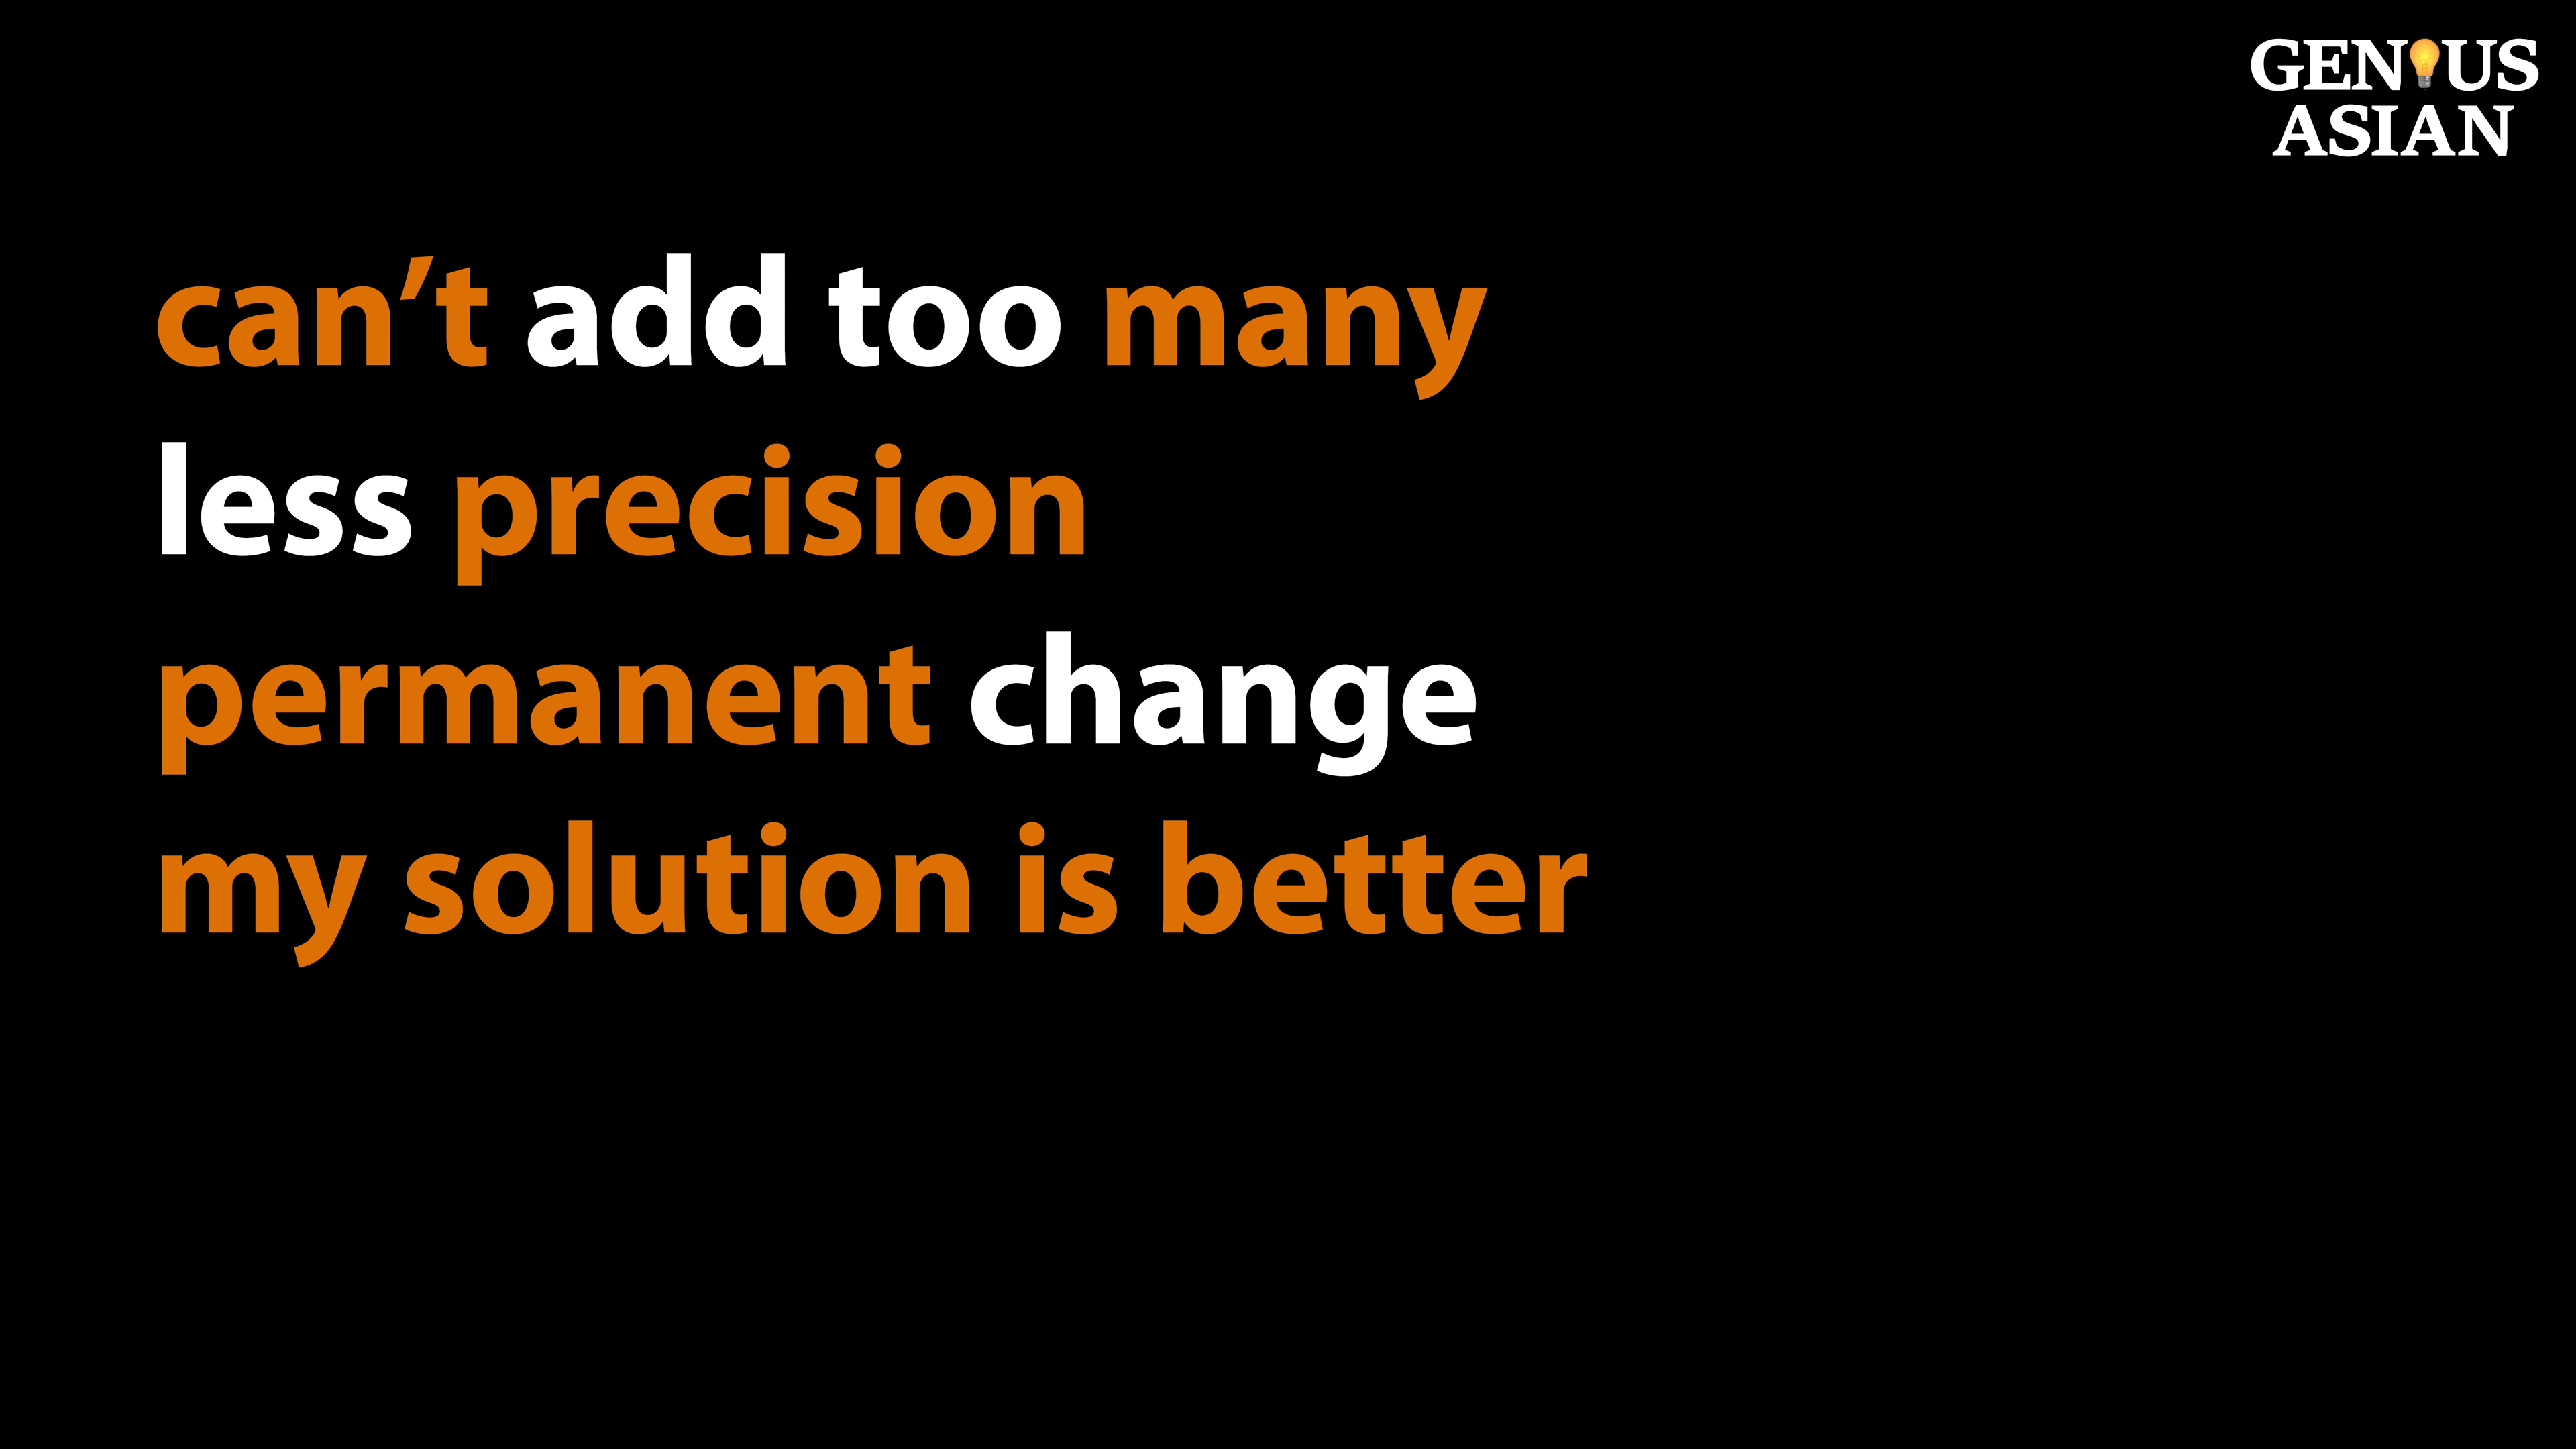 GENIUS
ASIAN
can’t add too many
less precision
permanent change
my solution is better